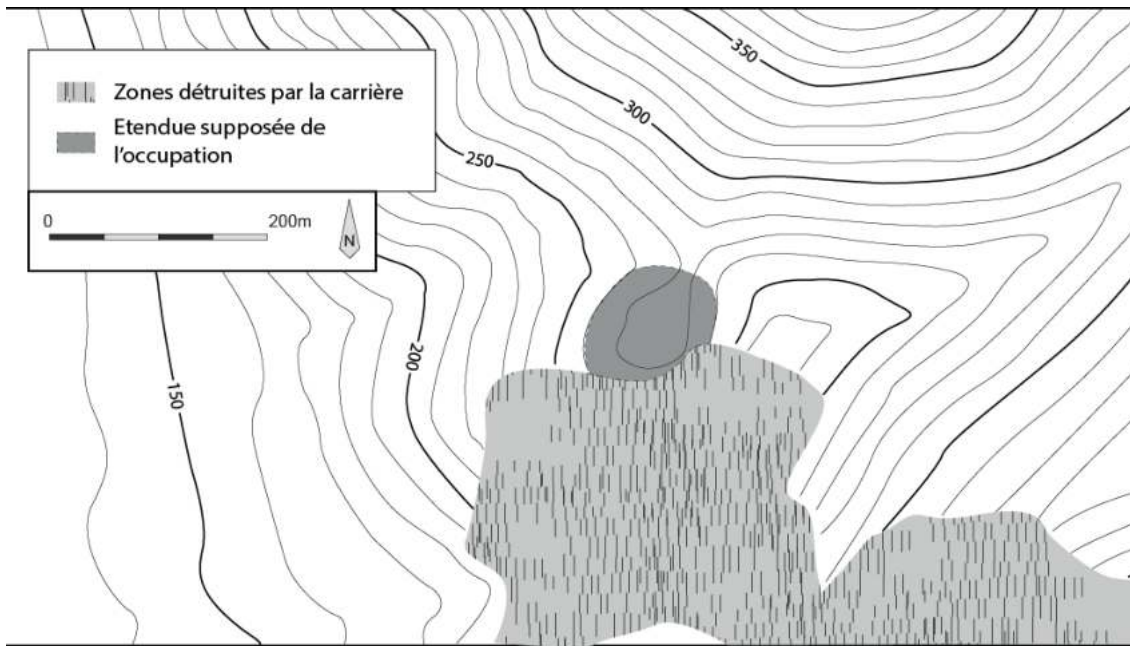 350
Zones détruites par la carrière
300
Etendue supposée de
l'occupation
250
0 200m
N
200
150